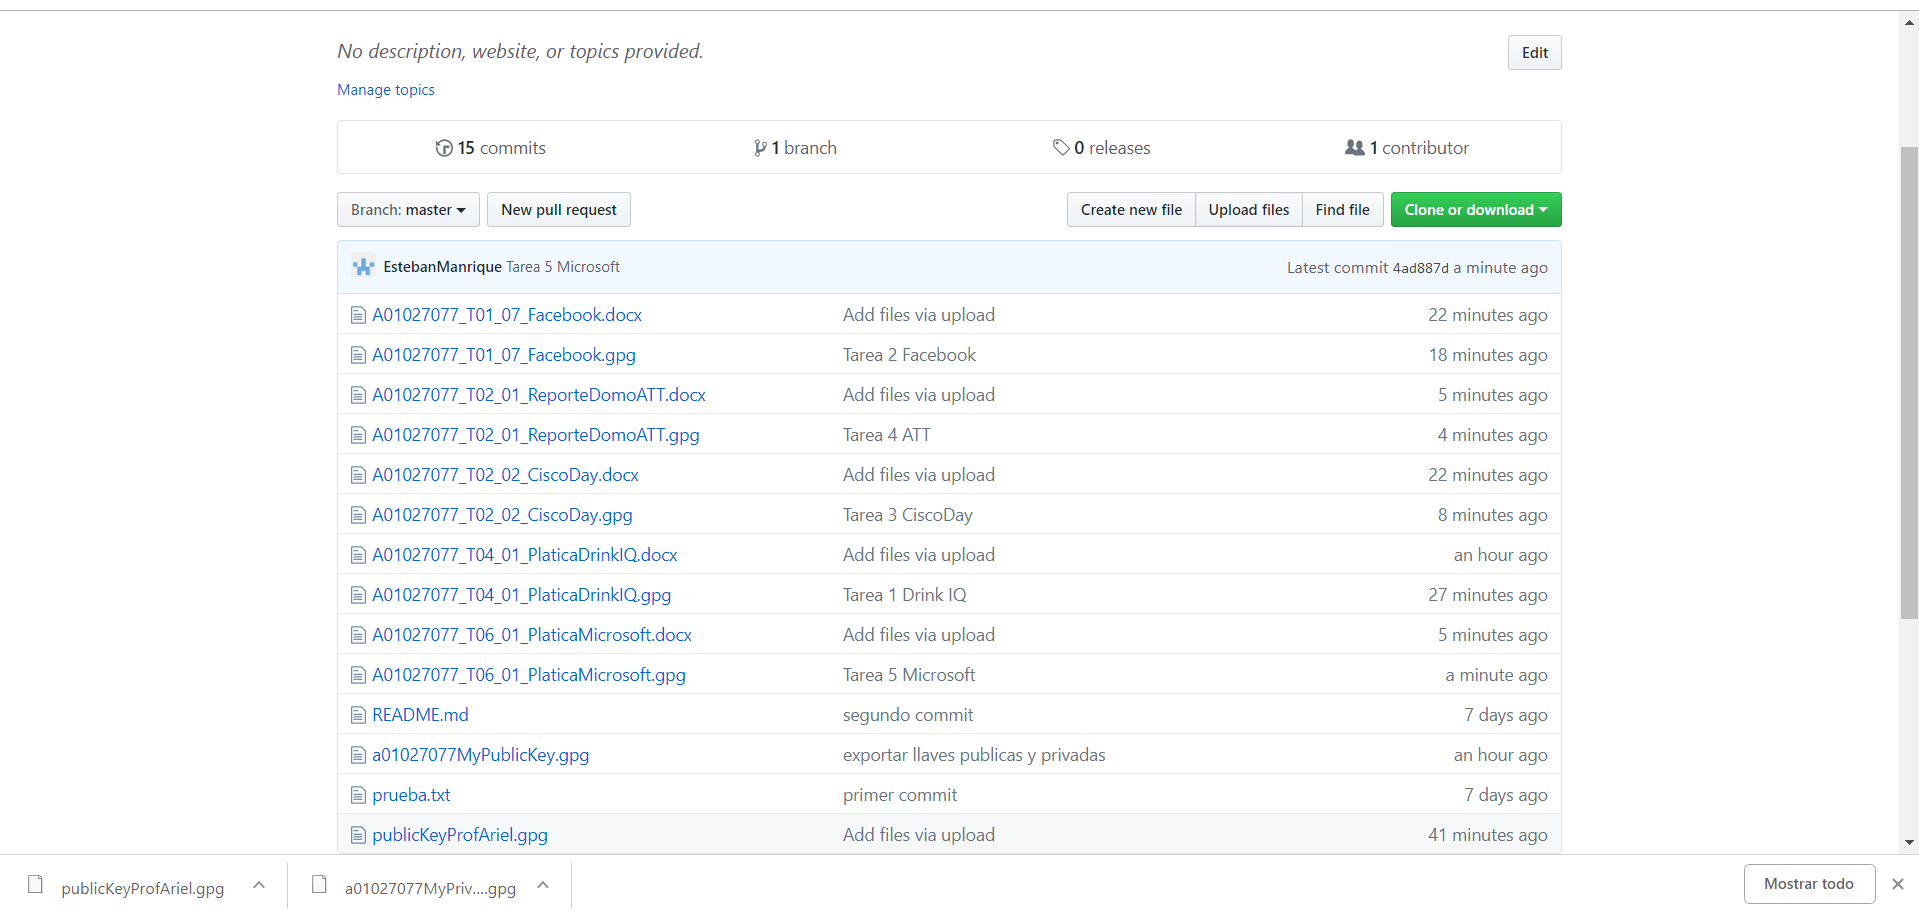 No description, website, or topics provided.
Edit
Manage topics
15 commits
1 branch
0 releases
1 contributor
Branch: master
New pull request
Create new file
Upload files
Find file
Clone or download
EstebanManrique Tarea 5 Microsoft
Latest commit 4ad887d a minute ago
A01027077_T01_07_Facebook.docx Add files via upload 22 minutes ago
A01027077_T01_07_Facebook.gpg Tarea 2 Facebook 18 minutes ago
A01027077_T02_01_ReporteDomoATT.docx Add files via upload 5 minutes ago
A01027077_T02_01_ReporteDomoATT.gpg Tarea 4 ATT 4 minutes ago
A01027077_T02_02_CiscoDay.docx Add files via upload 22 minutes ago
A01027077_T02_02_CiscoDay.gpg Tarea 3 CiscoDay 8 minutes ago
A01027077_T04_01_PlaticaDrinkIQ.docx Add files via upload an hour ago
A01027077_T04_01_PlaticaDrinkIQ.gpg Tarea 1 Drink IQ 27 minutes ago
A01027077_T06_01_PlaticaMicrosoft.docx Add files via upload 5 minutes ago
A01027077_T06_01_PlaticaMicrosoft.gpg Tarea 5 Microsoft a minute ago
README.md segundo commit 7 days ago
a01027077MyPublicKey.gpg exportar llaves publicas y privadas an hour ago
prueba.txt primer commit 7 days ago
publicKeyProfAriel.gpg Add files via upload 41 minutes ago
publicKeyProfAriel.gpg
a01027077MyPriv....gpg
Mostrar todo